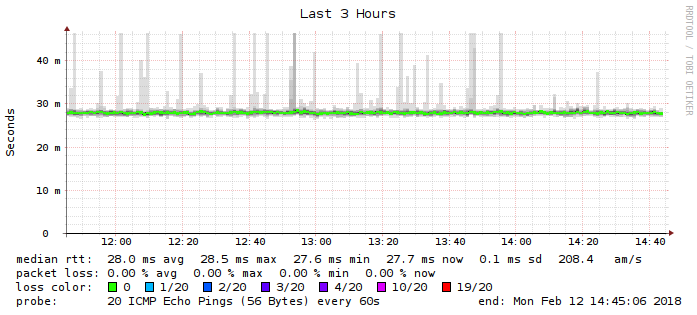 Last 3 Hours
RRDTOOL / TOBI OETIKER
Seconds
40 m
30 m
20 m
10 m
0
12:00 12:20 12:40 13:00 13:20 13:40 14:00 14:20 14:40
median rtt: 28.0 ms avg 28.5 ms max 27.6 ms min 27.7 ms now 0.1 ms sd 208.4 am/s
packet loss: 0.00 % avg 0.00 % max 0.00 % min 0.00 % now
loss color: 0 1/20 2/20 3/20 4/20 10/20 19/20
probe: 20 ICMP Echo Pings (56 Bytes) every 60s end: Mon Feb 12 14:45:06 2018